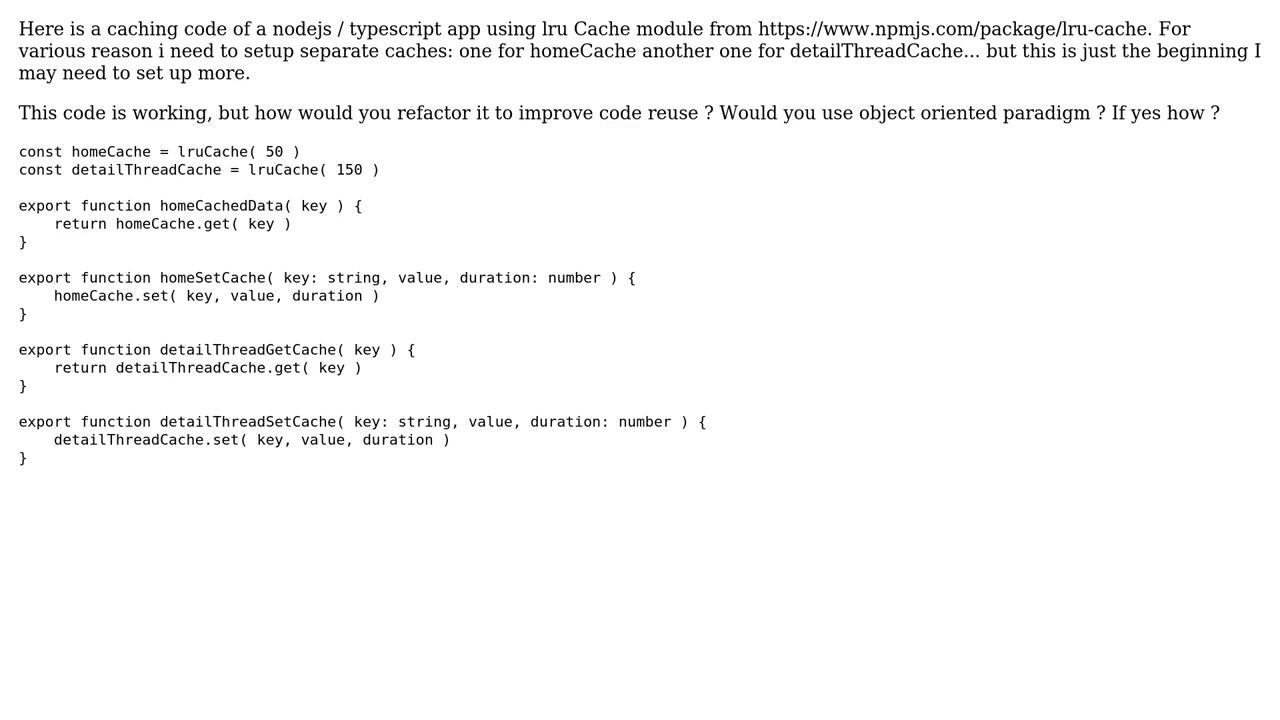 Here is a caching code of a nodejs / typescript app using lru Cache module from https://www.npmjs.com/package/lru-cache. For
various reason i need to setup separate caches: one for homeCache another one for detailThreadCache... but this is just the beginning I
may need to set up more.
This code is working, but how would you refactor it to improve code reuse ? Would you use object oriented paradigm ? If yes how ?
const homeCache = lruCache( 50 )
const detailThreadCache = lruCache( 150 )
export function homeCachedData( key ) {
    return homeCache.get( key )
}
export function homeSetCache( key: string, value, duration: number ) {
    homeCache.set( key, value, duration )
}
export function detailThreadGetCache( key ) {
    return detailThreadCache.get( key )
}
export function detailThreadSetCache( key: string, value, duration: number ) {
    detailThreadCache.set( key, value, duration )
}